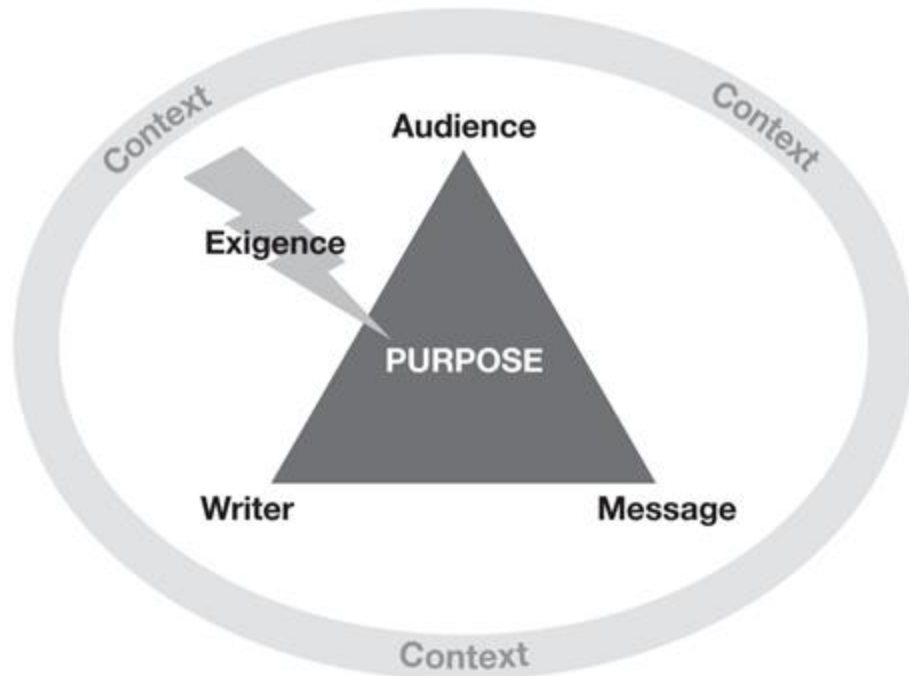 Context
Context
Audience
Exigence
PURPOSE
Writer
Message
Context